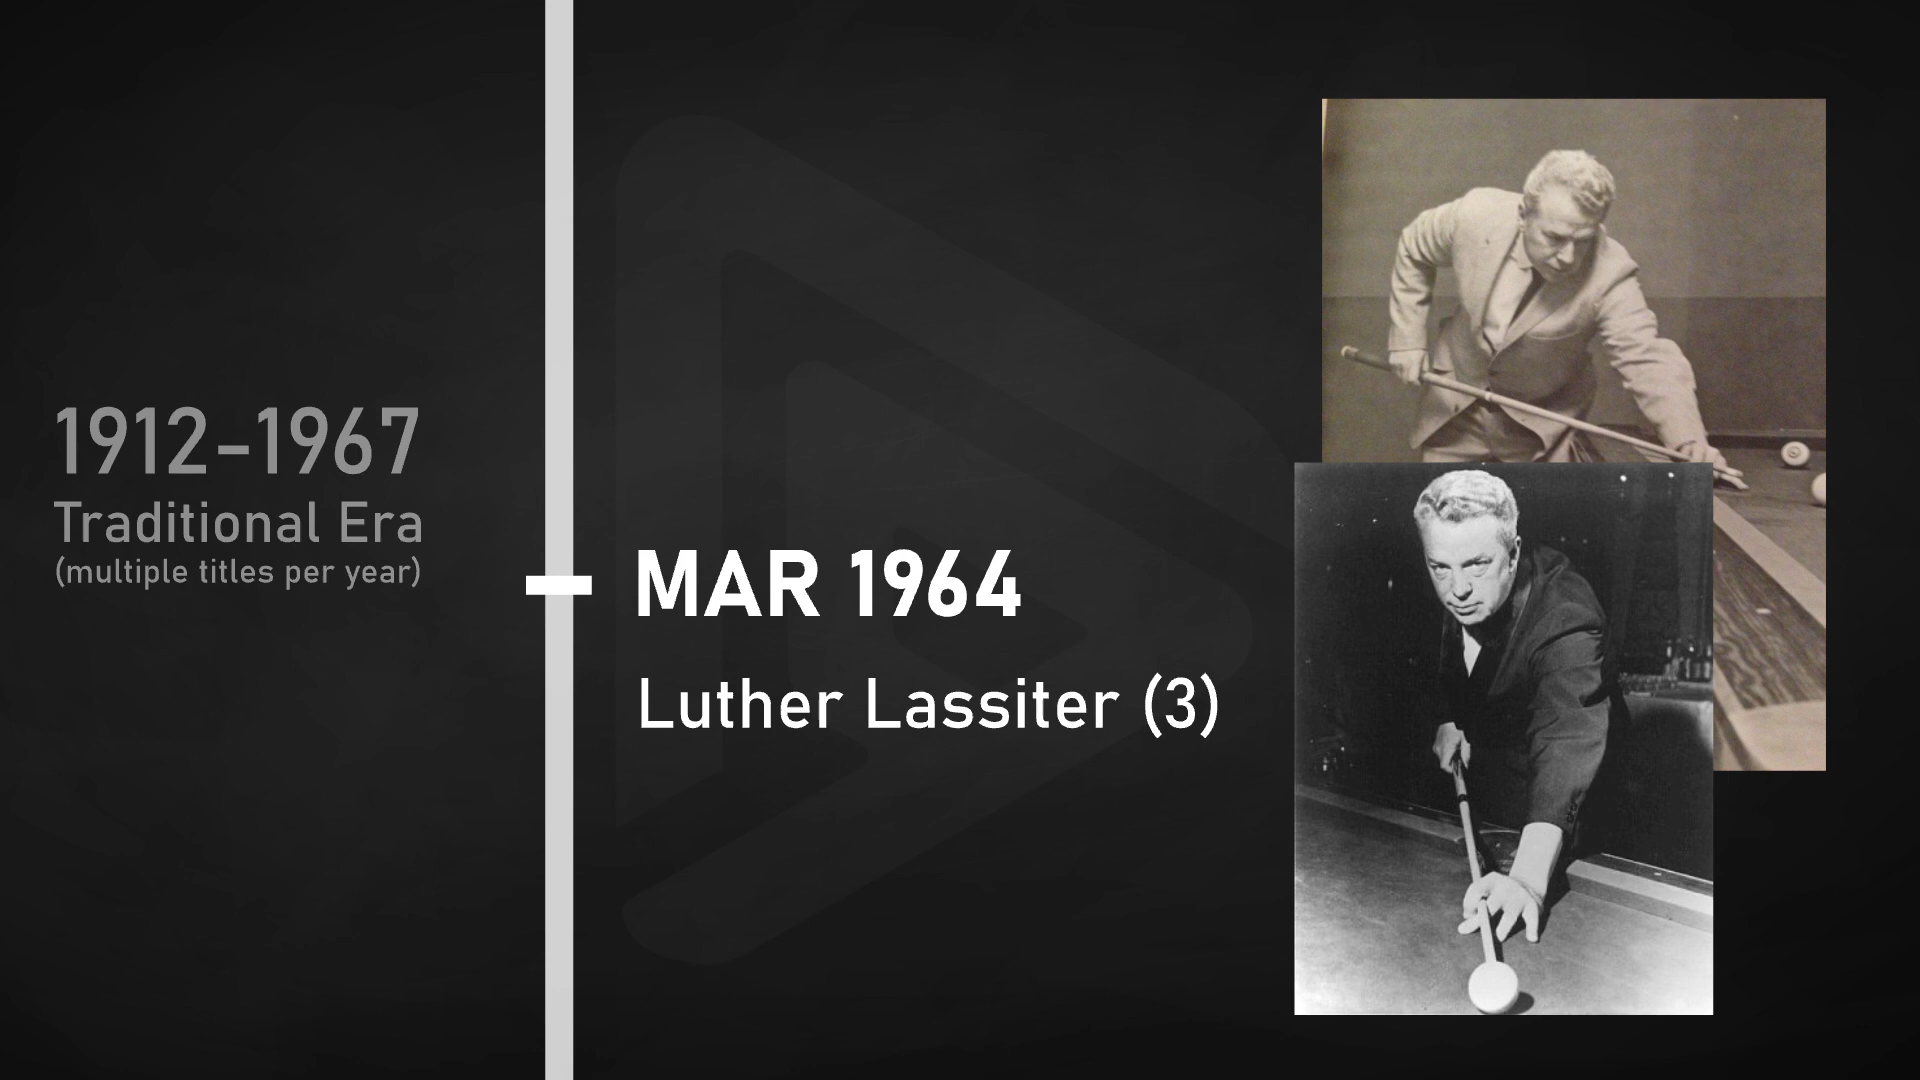 1912-1967
Traditional Era
(multiple titles per year)
MAR 1964
Luther Lassiter (3)